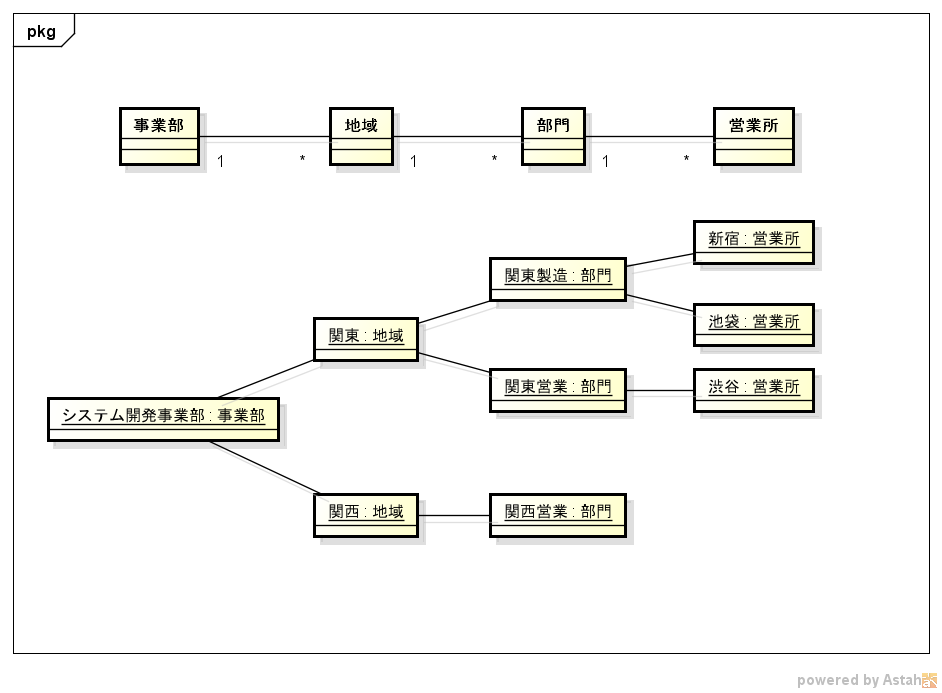 pkg
事業部
地域
部門
営業所
1
*
1
*
1
*
新宿 : 営業所
関東製造 : 部門
池袋 : 営業所
関東 : 地域
関東営業 : 部門
渋谷 : 営業所
システム開発事業部 : 事業部
関西 : 地域
関西営業 : 部門
powered by Astah